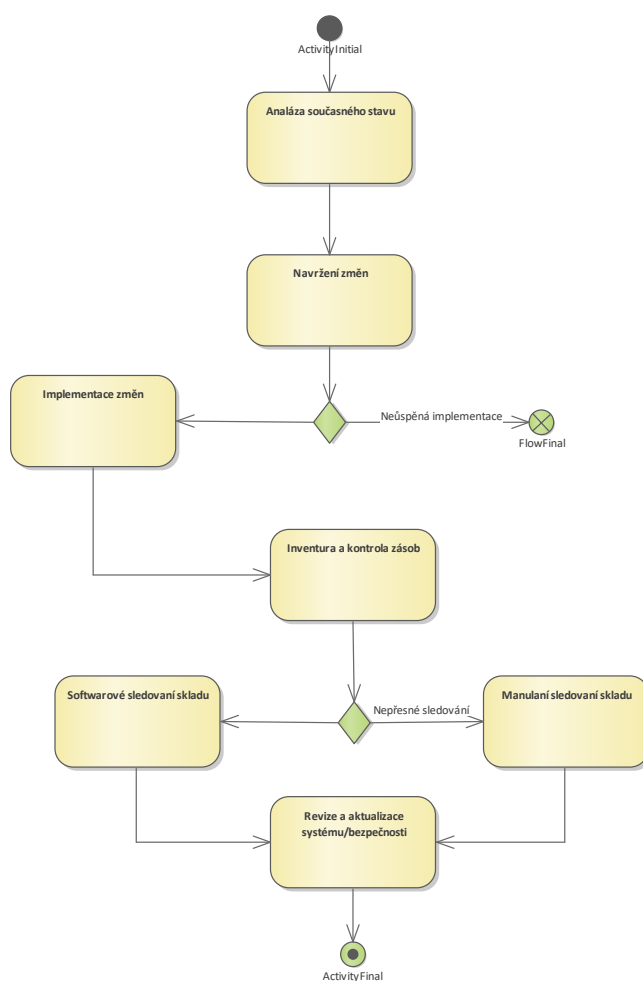 ActivityInitial
Analáza současného stavu
Navržení změn
Implementace změn
Neůspěná implementace
FlowFinal
Inventura a kontrola zásob
Softwarové sledovaní skladu
Nepřesné sledování
Manulaní sledovaní skladu
Revize a aktualizace
systému/bezpečnosti
ActivityFinal